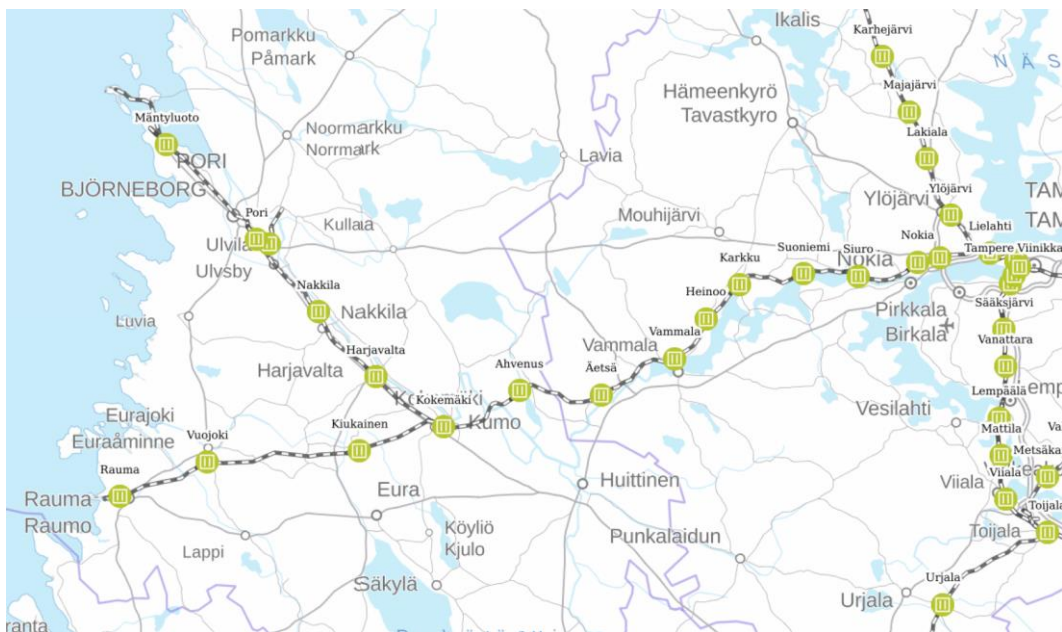 Ikalis
Karhejärvi
Pomarkku
Påmark
N Ä S
Majajärvi
Hämeenkyrö
Tavastkyro
Mäntyluoto
Noormarkku
Norrmark
Lakiala
Lavia
PORI
BJÖRNEBORG
Ylöjärvi
Ylöjärvi
TAM
TAM
Pori
Kullaa
Mouhijärvi
Lielahti
Ulvila
Nokia
Suoniemi
Siuro
Tampere Viinikka
Nokia
Ulvsby
Karkku
Nakkila
Heinoo
Sääksjärvi
Pirkkala
Birkala
Nakkila
Luvia
Vammala
Vanattara
Vammala
Harjavalta
Harjavalta
Ahvenus
Äetsä
Lempäälä
Kokemäki
Kumo
Vesilahti
Eurajoki
Euraåminne
Kiukainen
Mattila
Vuojoki
Metsäka
Rauma
Viiala
Viiala
Huittinen
Rauma
Raumo
Eura
Toijala
Köyliö
Kjulo
Punkalaidun
Toijala
Lappi
Säkylä
Urjala
Urjala
ranta